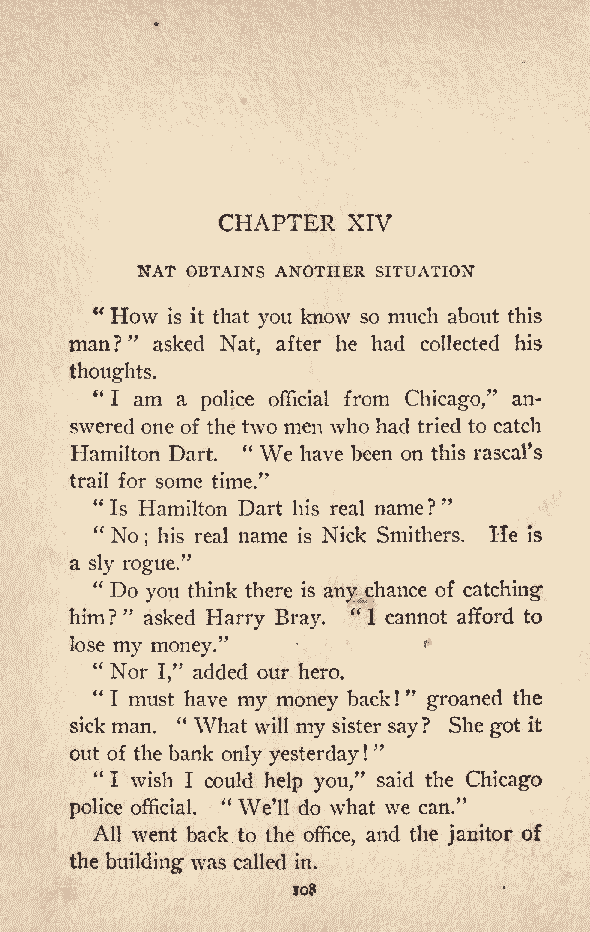 CHAPTER XIV
NAT OBTAINS ANOTHER SITUATION
“ How is it that you know so much about this
man? ” asked Nat, after he had collected his
thoughts.
“ I am a police official from Chicago,” an-
swered one of the two men who had tried to catch
Hamilton Dart. “ We have been on this rascal’s
trail for some time.”
“ Is Hamilton Dart his real name? ”
“ No ; his real name is Nick Smithers. He is
a sly rogue.”
“ Do you think there is any chance of catching
him? ” asked Harry Bray. “ I cannot afford to
lose my money.”
“ Nor I,” added our hero.
“ I must have my money back! ” groaned the
sick man. “ What will my sister say? She got it
out of the bank only yesterday! ”
“ I wish I could help you,” said the Chicago
police official. “ We’ll do what we can.”
All went back to the office, and the janitor of
the building was called in.
108